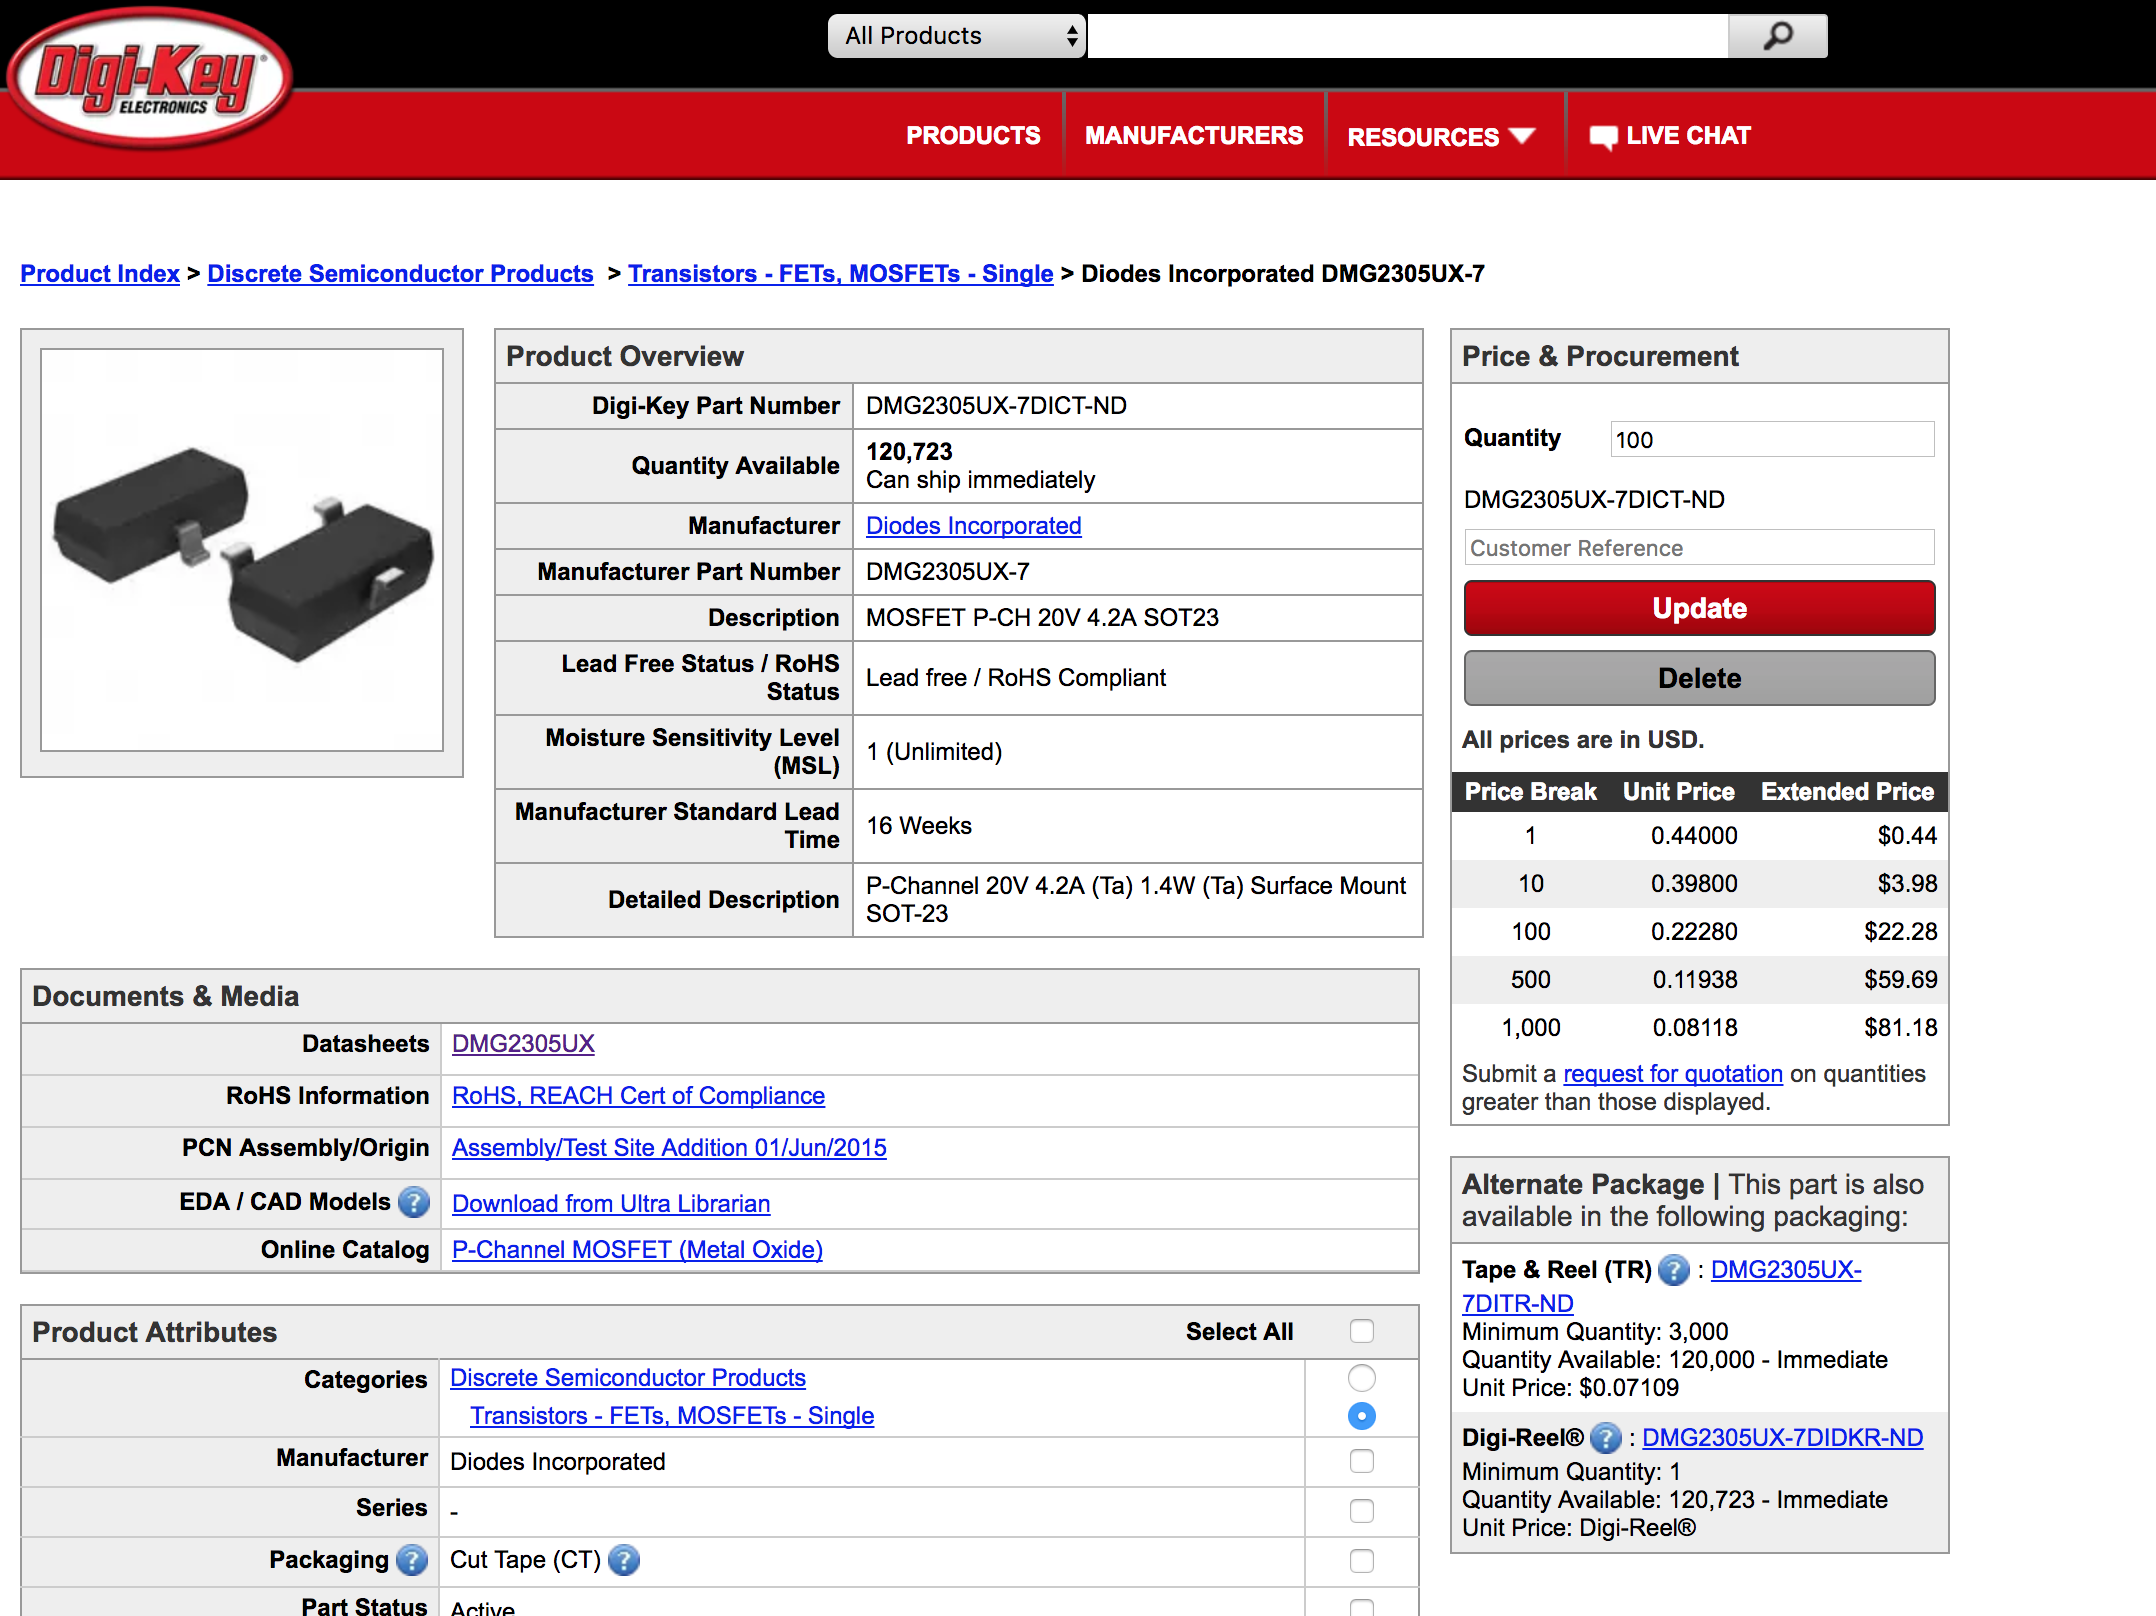 Digi-Key®
ELECTRONICS
All Products
PRODUCTS
MANUFACTURERS
RESOURCES
LIVE CHAT
Product Index > Discrete Semiconductor Products > Transistors - FETs, MOSFETs - Single > Diodes Incorporated DMG2305UX-7
Product Overview
Digi-Key Part Number DMG2305UX-7DICT-ND
Quantity Available 120,723
Can ship immediately
Manufacturer Diodes Incorporated
Manufacturer Part Number DMG2305UX-7
Description MOSFET P-CH 20V 4.2A SOT23
Lead Free Status / RoHS
Status Lead free / RoHS Compliant
Moisture Sensitivity Level
(MSL) 1 (Unlimited)
Manufacturer Standard Lead
Time 16 Weeks
Detailed Description P-Channel 20V 4.2A (Ta) 1.4W (Ta) Surface Mount
SOT-23
Documents & Media
Datasheets DMG2305UX
RoHS Information RoHS, REACH Cert of Compliance
PCN Assembly/Origin Assembly/Test Site Addition 01/Jun/2015
EDA / CAD Models ? Download from Ultra Librarian
Online Catalog P-Channel MOSFET (Metal Oxide)
Product Attributes Select All
Categories Discrete Semiconductor Products
Transistors - FETs, MOSFETs - Single
Manufacturer Diodes Incorporated
Series -
Packaging ? Cut Tape (CT) ?
Part Status Active
Price & Procurement
Quantity 100
DMG2305UX-7DICT-ND
Customer Reference
Update
Delete
All prices are in USD.
Price Break Unit Price Extended Price
1 0.44000 $0.44
10 0.39800 $3.98
100 0.22280 $22.28
500 0.11938 $59.69
1,000 0.08118 $81.18
Submit a request for quotation on quantities
greater than those displayed.
Alternate Package | This part is also
available in the following packaging:
Tape & Reel (TR) ? : DMG2305UX-
7DITR-ND
Minimum Quantity: 3,000
Quantity Available: 120,000 - Immediate
Unit Price: $0.07109
Digi-Reel® ? : DMG2305UX-7DIDKR-ND
Minimum Quantity: 1
Quantity Available: 120,723 - Immediate
Unit Price: Digi-Reel®